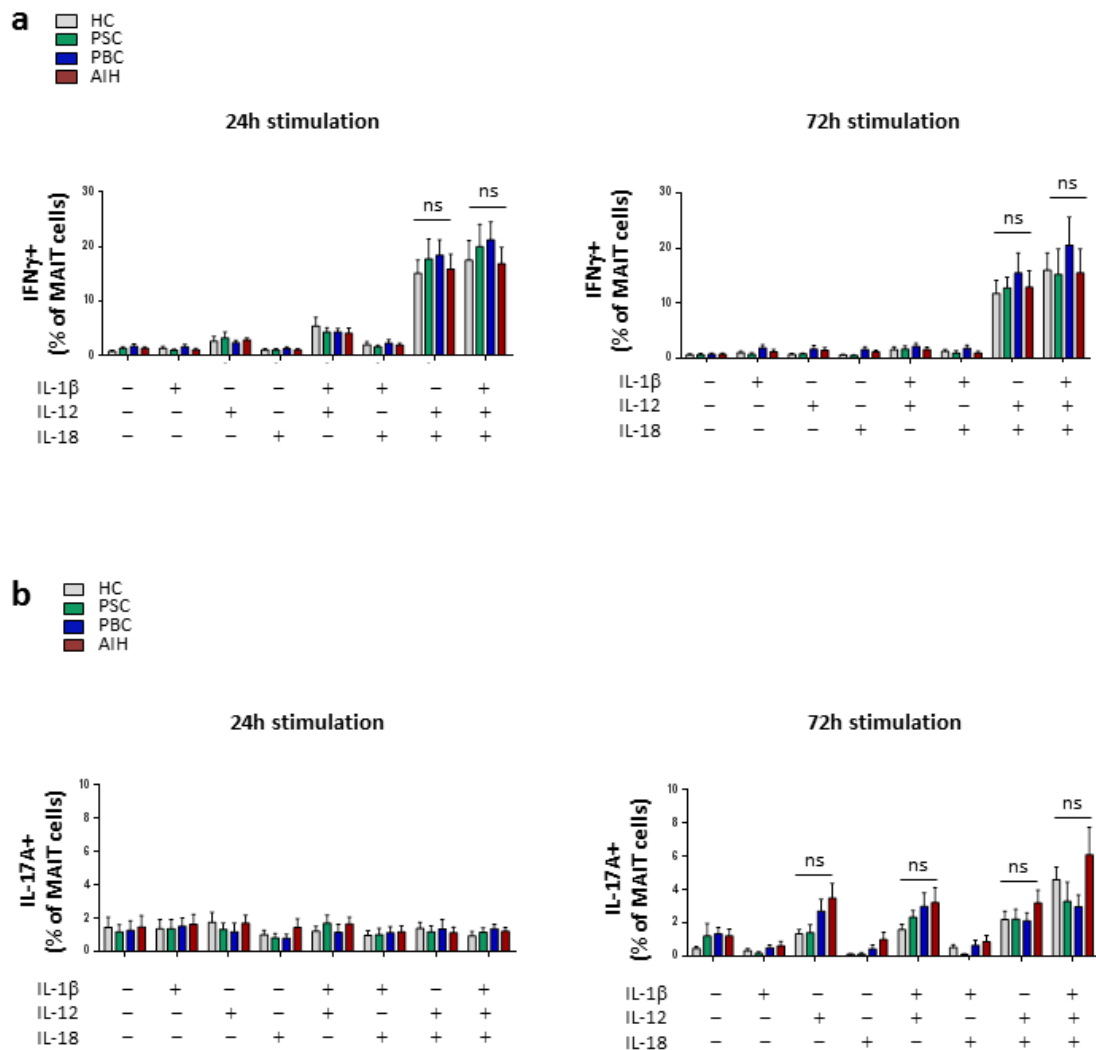 a
HC
PSC
PBC
AIH
24h stimulation
72h stimulation
IFNγ+
(% of MAIT cells)
30
20
10
0
ns
ns
IL-1β − + − − + + − +
IL-12 − − + − + − + +
IL-18 − − − + − + + +
IFNγ+
(% of MAIT cells)
30
20
10
0
ns
ns
IL-1β − + − − + + − +
IL-12 − − + − + − + +
IL-18 − − − + − + + +
b
HC
PSC
PBC
AIH
24h stimulation
72h stimulation
IL-17A+
(% of MAIT cells)
10
8
6
4
2
0
IL-1β − + − − + + − +
IL-12 − − + − + − + +
IL-18 − − − + − + + +
IL-17A+
(% of MAIT cells)
10
8
6
4
2
0
ns
ns
ns
ns
IL-1β − + − − + + − +
IL-12 − − + − + − + +
IL-18 − − − + − + + +